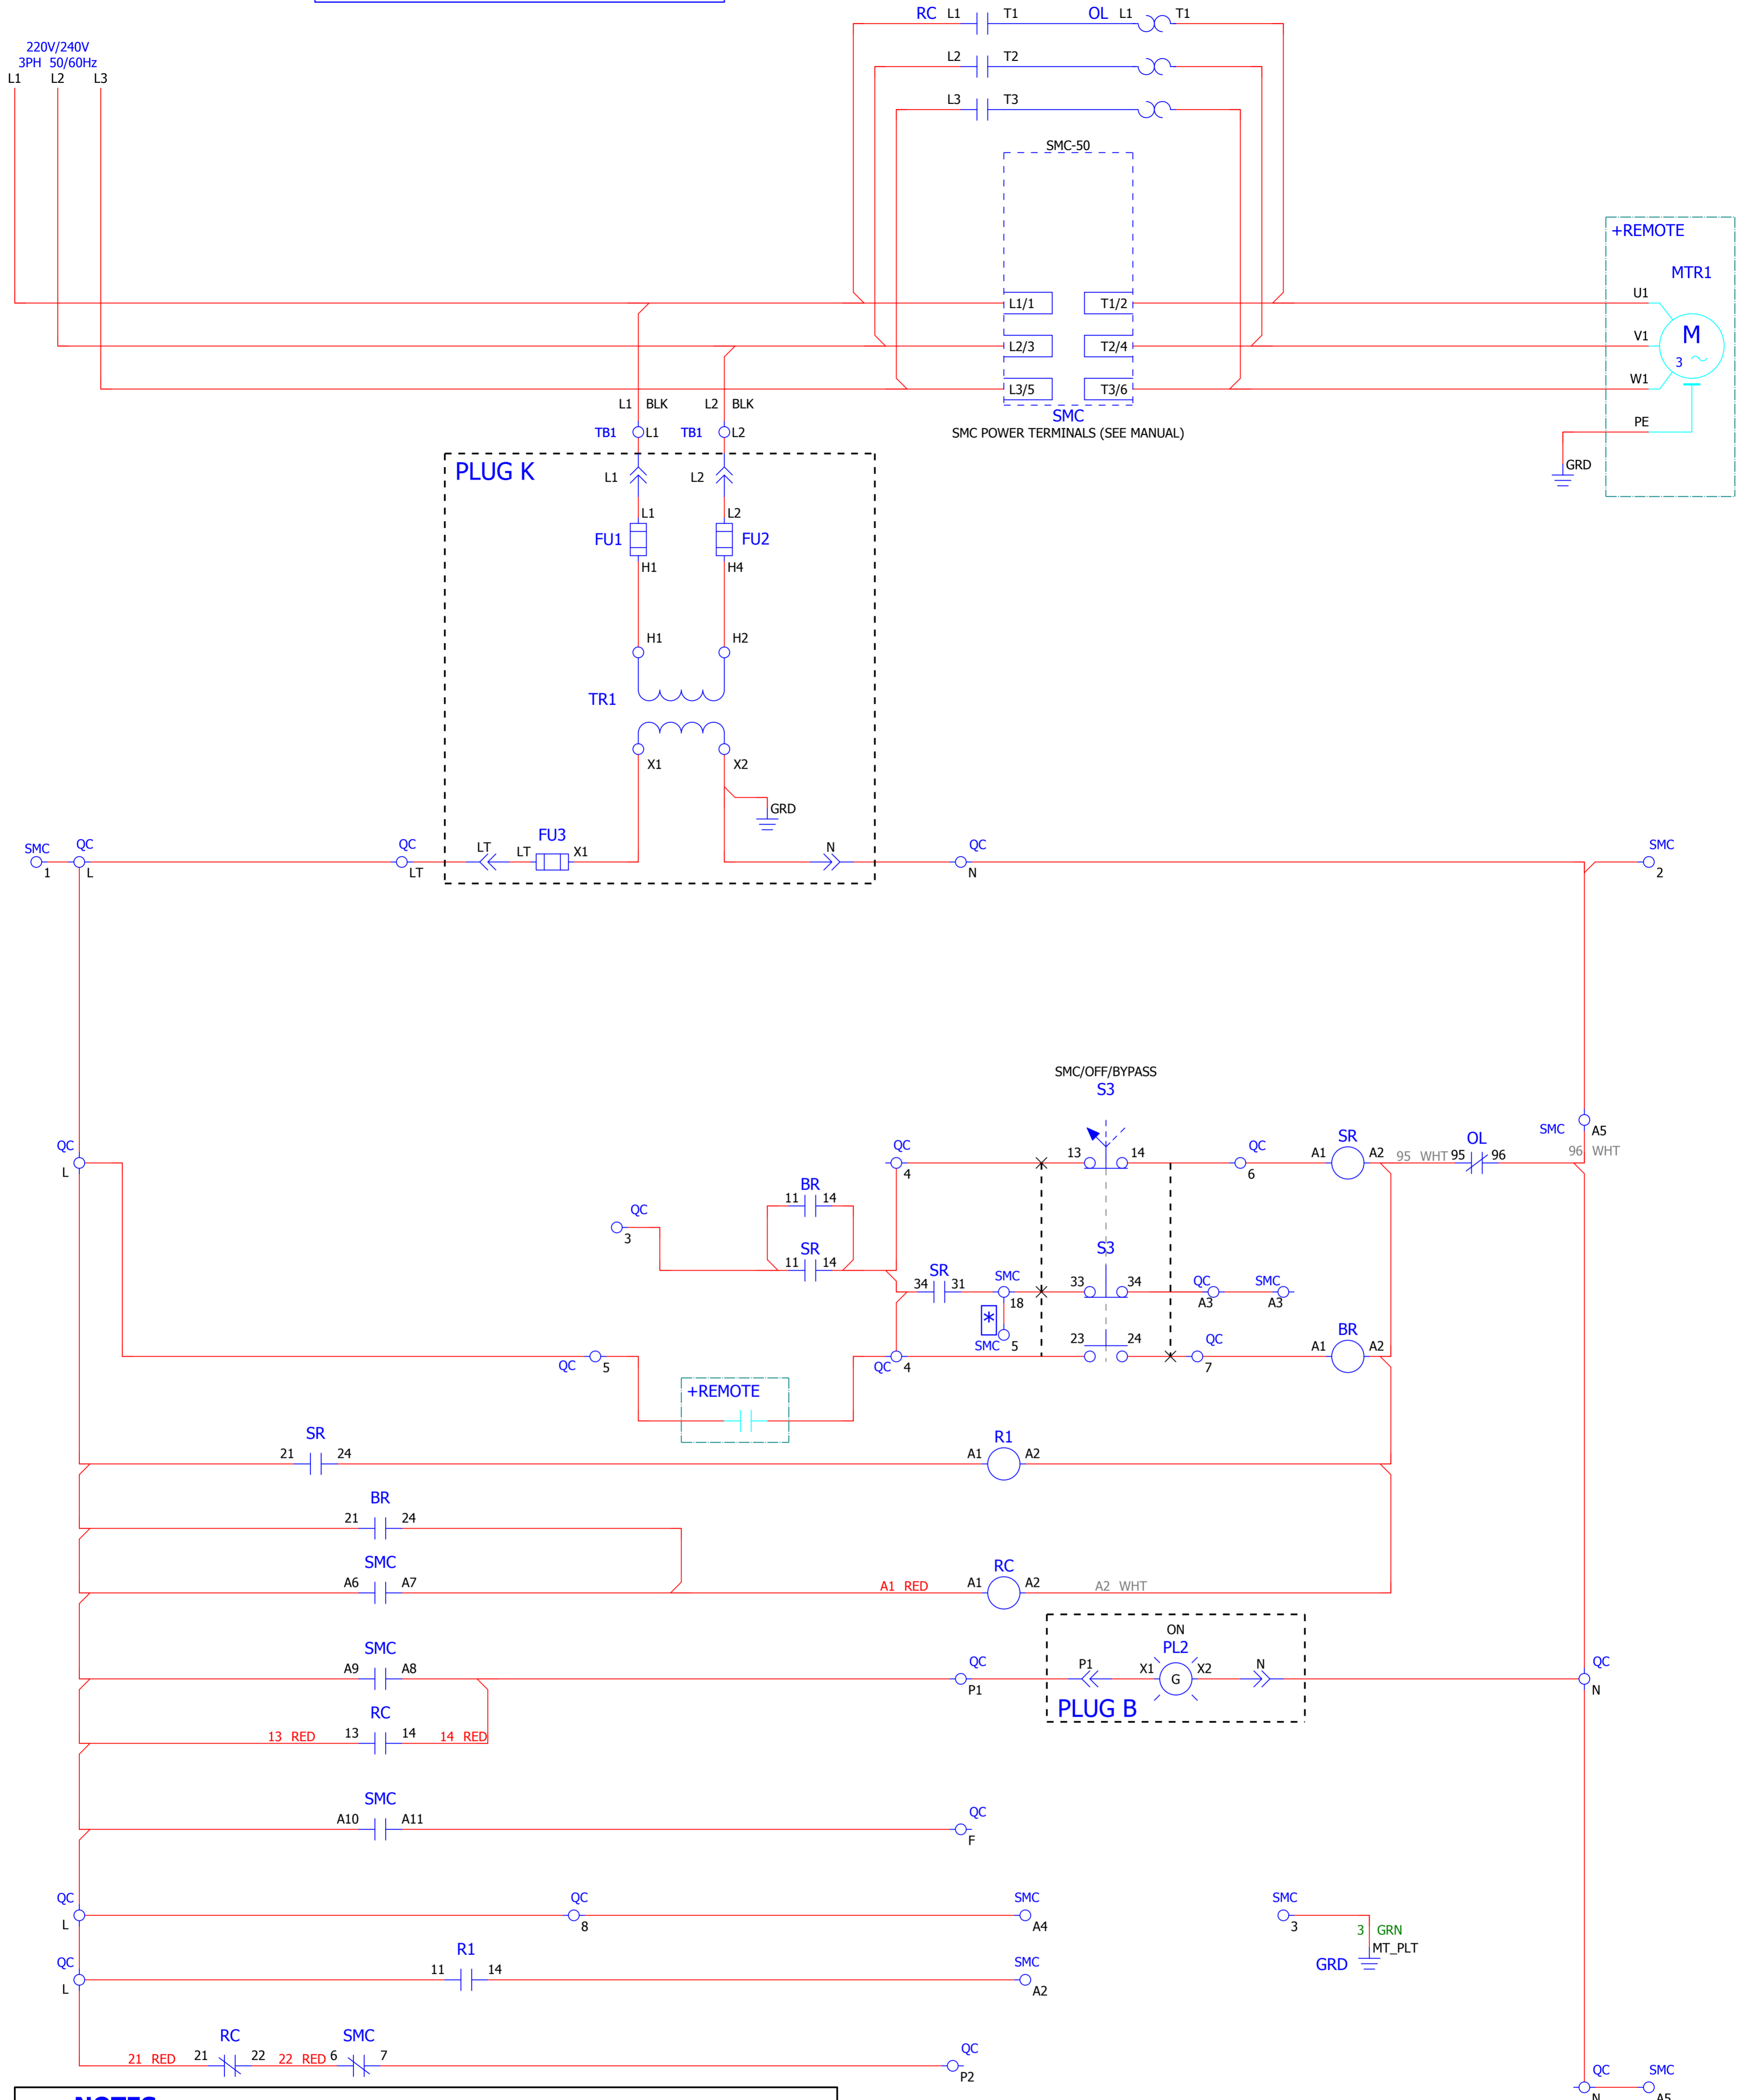 RC L1 T1 OL L1 T1
220V/240V
3PH 50/60Hz
L1 L2 L3
L2 T2
L3 T3
SMC-50
+REMOTE
MTR1
L1/1 T1/2 U1
L2/3 T2/4 V1
M
3
L3/5 T3/6 W1
L1 BLK L2 BLK
SMC
SMC POWER TERMINALS (SEE MANUAL)
PE
TB1 L1 TB1 L2
GRD
PLUG K
L1 L2
L1 L2
FU1 FU2
H1 H4
H1 H2
TR1
X1 X2
GRD
SMC QC QC FU3 QC SMC
LT LT X1 N
1 L LT N 2
SMC/OFF/BYPASS
S3
SMC A5
QC QC 13 14 QC SR OL
L 4 6 A1 A2 95 WHT 95 96 96 WHT
BR
11 14
QC
3
SR S3
11 14
SR SMC QC SMC
34 31 18 33 34 A3 A3
*
SMC 5 23 24 QC BR
A1 A2
QC 5 QC 4 7
+REMOTE
SR R1
21 24 A1 A2
BR
21 24
SMC RC
A6 A7 A1 RED A1 A2 A2 WHT
ON
SMC PL2
A9 A8 QC P1 X1 G X2 N QC
P1 N
PLUG B
RC
13 RED 13 14 14 RED
SMC
A10 A11 QC
F
QC QC SMC SMC
L 8 A4 3
3 GRN
MT_PLT
GRD
QC R1 SMC
L 11 14 A2
RC SMC
21 RED 21 22 22 RED 6 7 QC
P2
QC SMC
N A5
NOTES